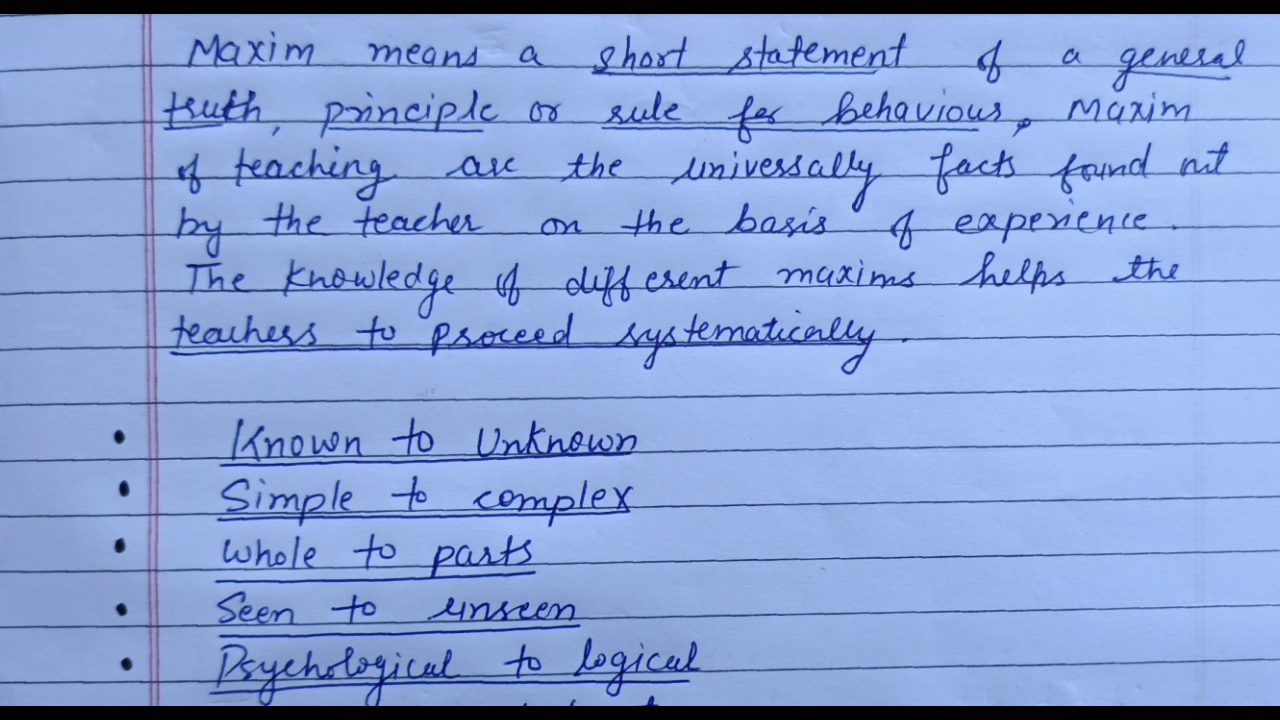 Maxim means a short statement of a general
truth, principle or rule for behaviour. Maxim
of teaching are the universally facts found out
by the teacher on the basis of experience.
The knowledge of different maxims helps the
teachers to proceed systematically.
• Known to Unknown
• Simple to complex
• Whole to parts
• Seen to unseen
• Psychological to logical